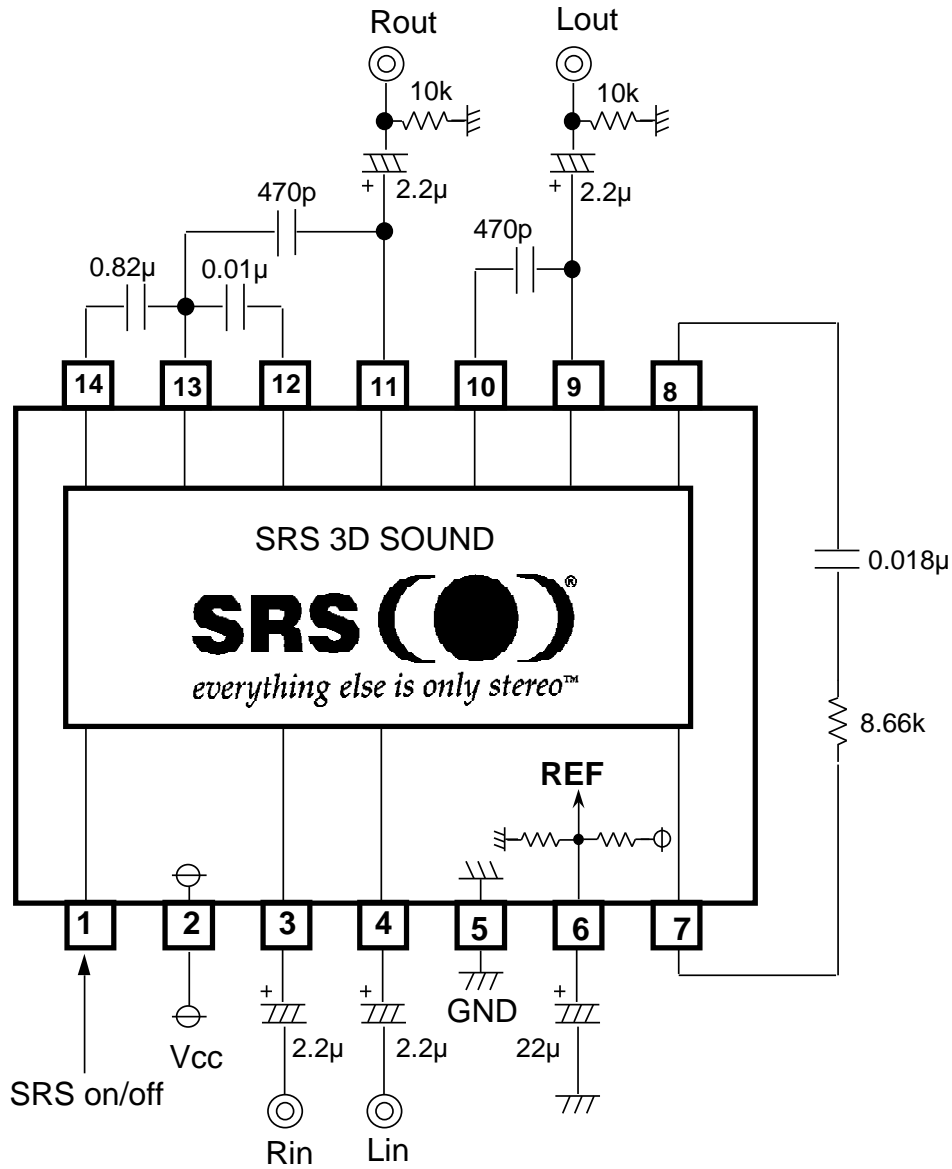 Rout Lout
10k 10k
+ 2.2µ + 2.2µ
470p
470p
0.82µ 0.01µ
14 13 12 11 10 9 8
SRS 3D SOUND
0.018µ
SRS ®
everything else is only stereo™
8.66k
REF
1 2 3 4 5 6 7
+ + GND +
2.2µ 2.2µ 22µ
Vcc
SRS on/off
Rin Lin